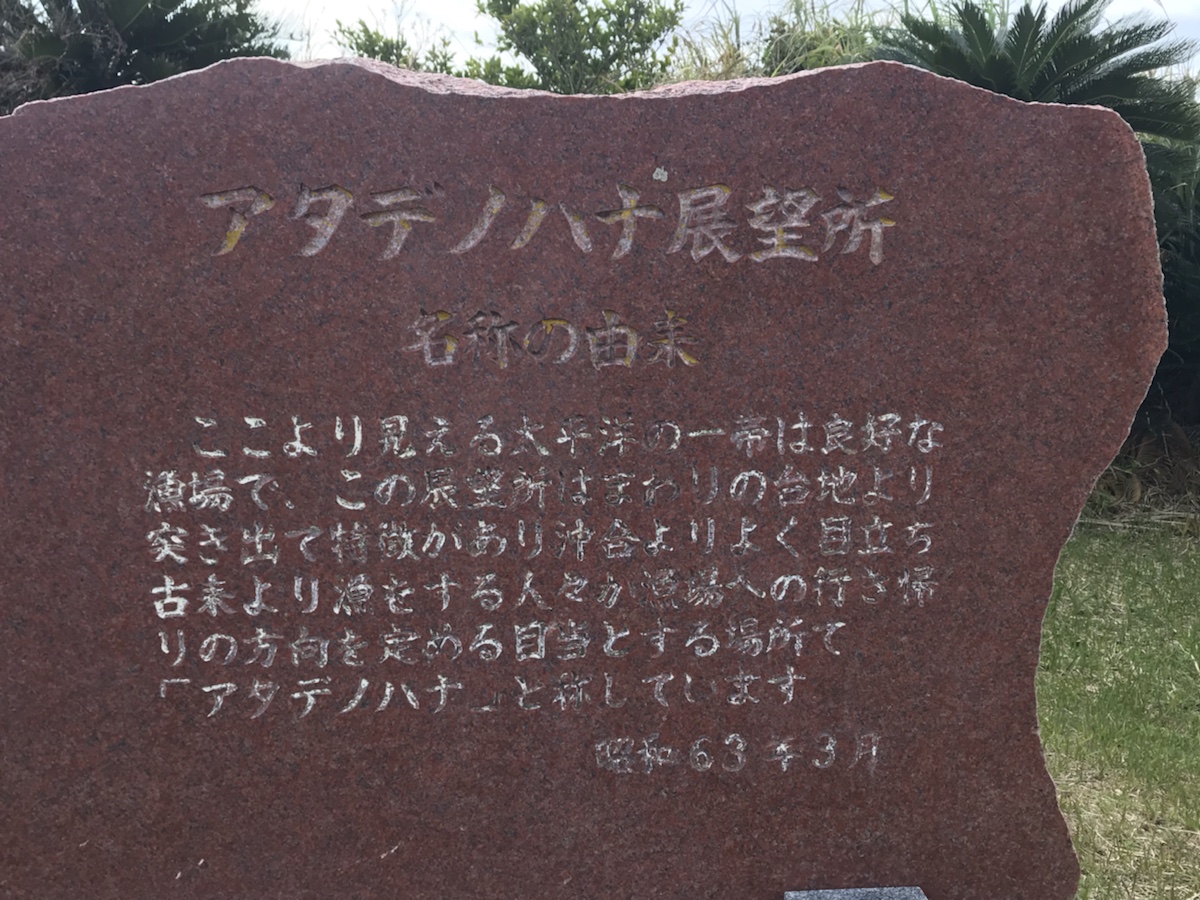 アタデノハナ展望所
名称の由来
ここより見える太平洋の一帯は良好な
漁場で、この展望所はまわりの台地より
突き出て特徴があり沖合よりよく目立ち
古来より漁をする人々が漁場への行き帰
りの方向を定める目当とする場所で
「アタデノハナ」と称しています
昭和63年3月